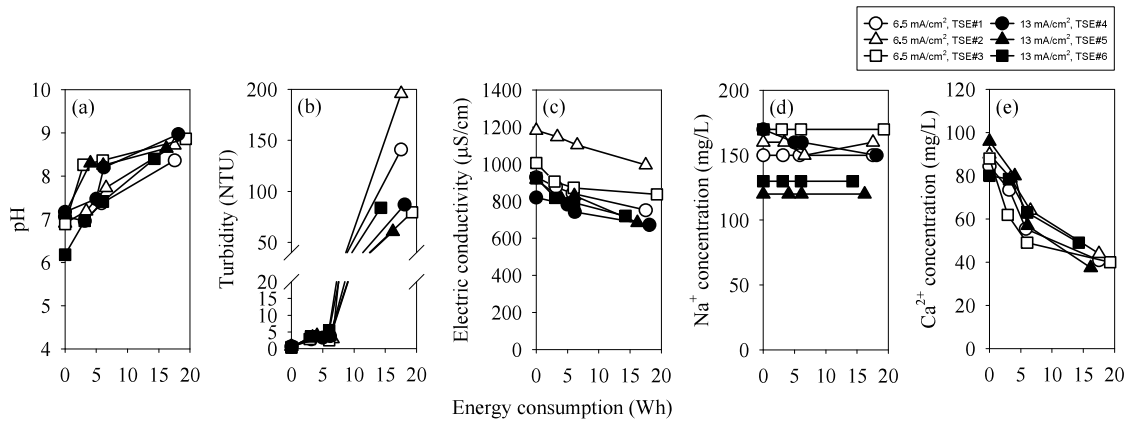 6.5 mA/cm², TSE#1
13 mA/cm², TSE#4
6.5 mA/cm², TSE#2
13 mA/cm², TSE#5
6.5 mA/cm², TSE#3
13 mA/cm², TSE#6
(a)
pH
10
9
8
7
6
5
4
0 5 10 15 20
(b)
Turbidity (NTU)
200
150
100
50
20
15
10
5
0
0 5 10 15 20
(c)
Electric conductivity (μS/cm)
1400
1200
1000
800
600
400
200
0
0 5 10 15 20
(d)
Na⁺ concentration (mg/L)
200
150
100
50
0
0 5 10 15 20
(e)
Ca²⁺ concentration (mg/L)
120
100
80
60
40
20
0
0 5 10 15 20
Energy consumption (Wh)